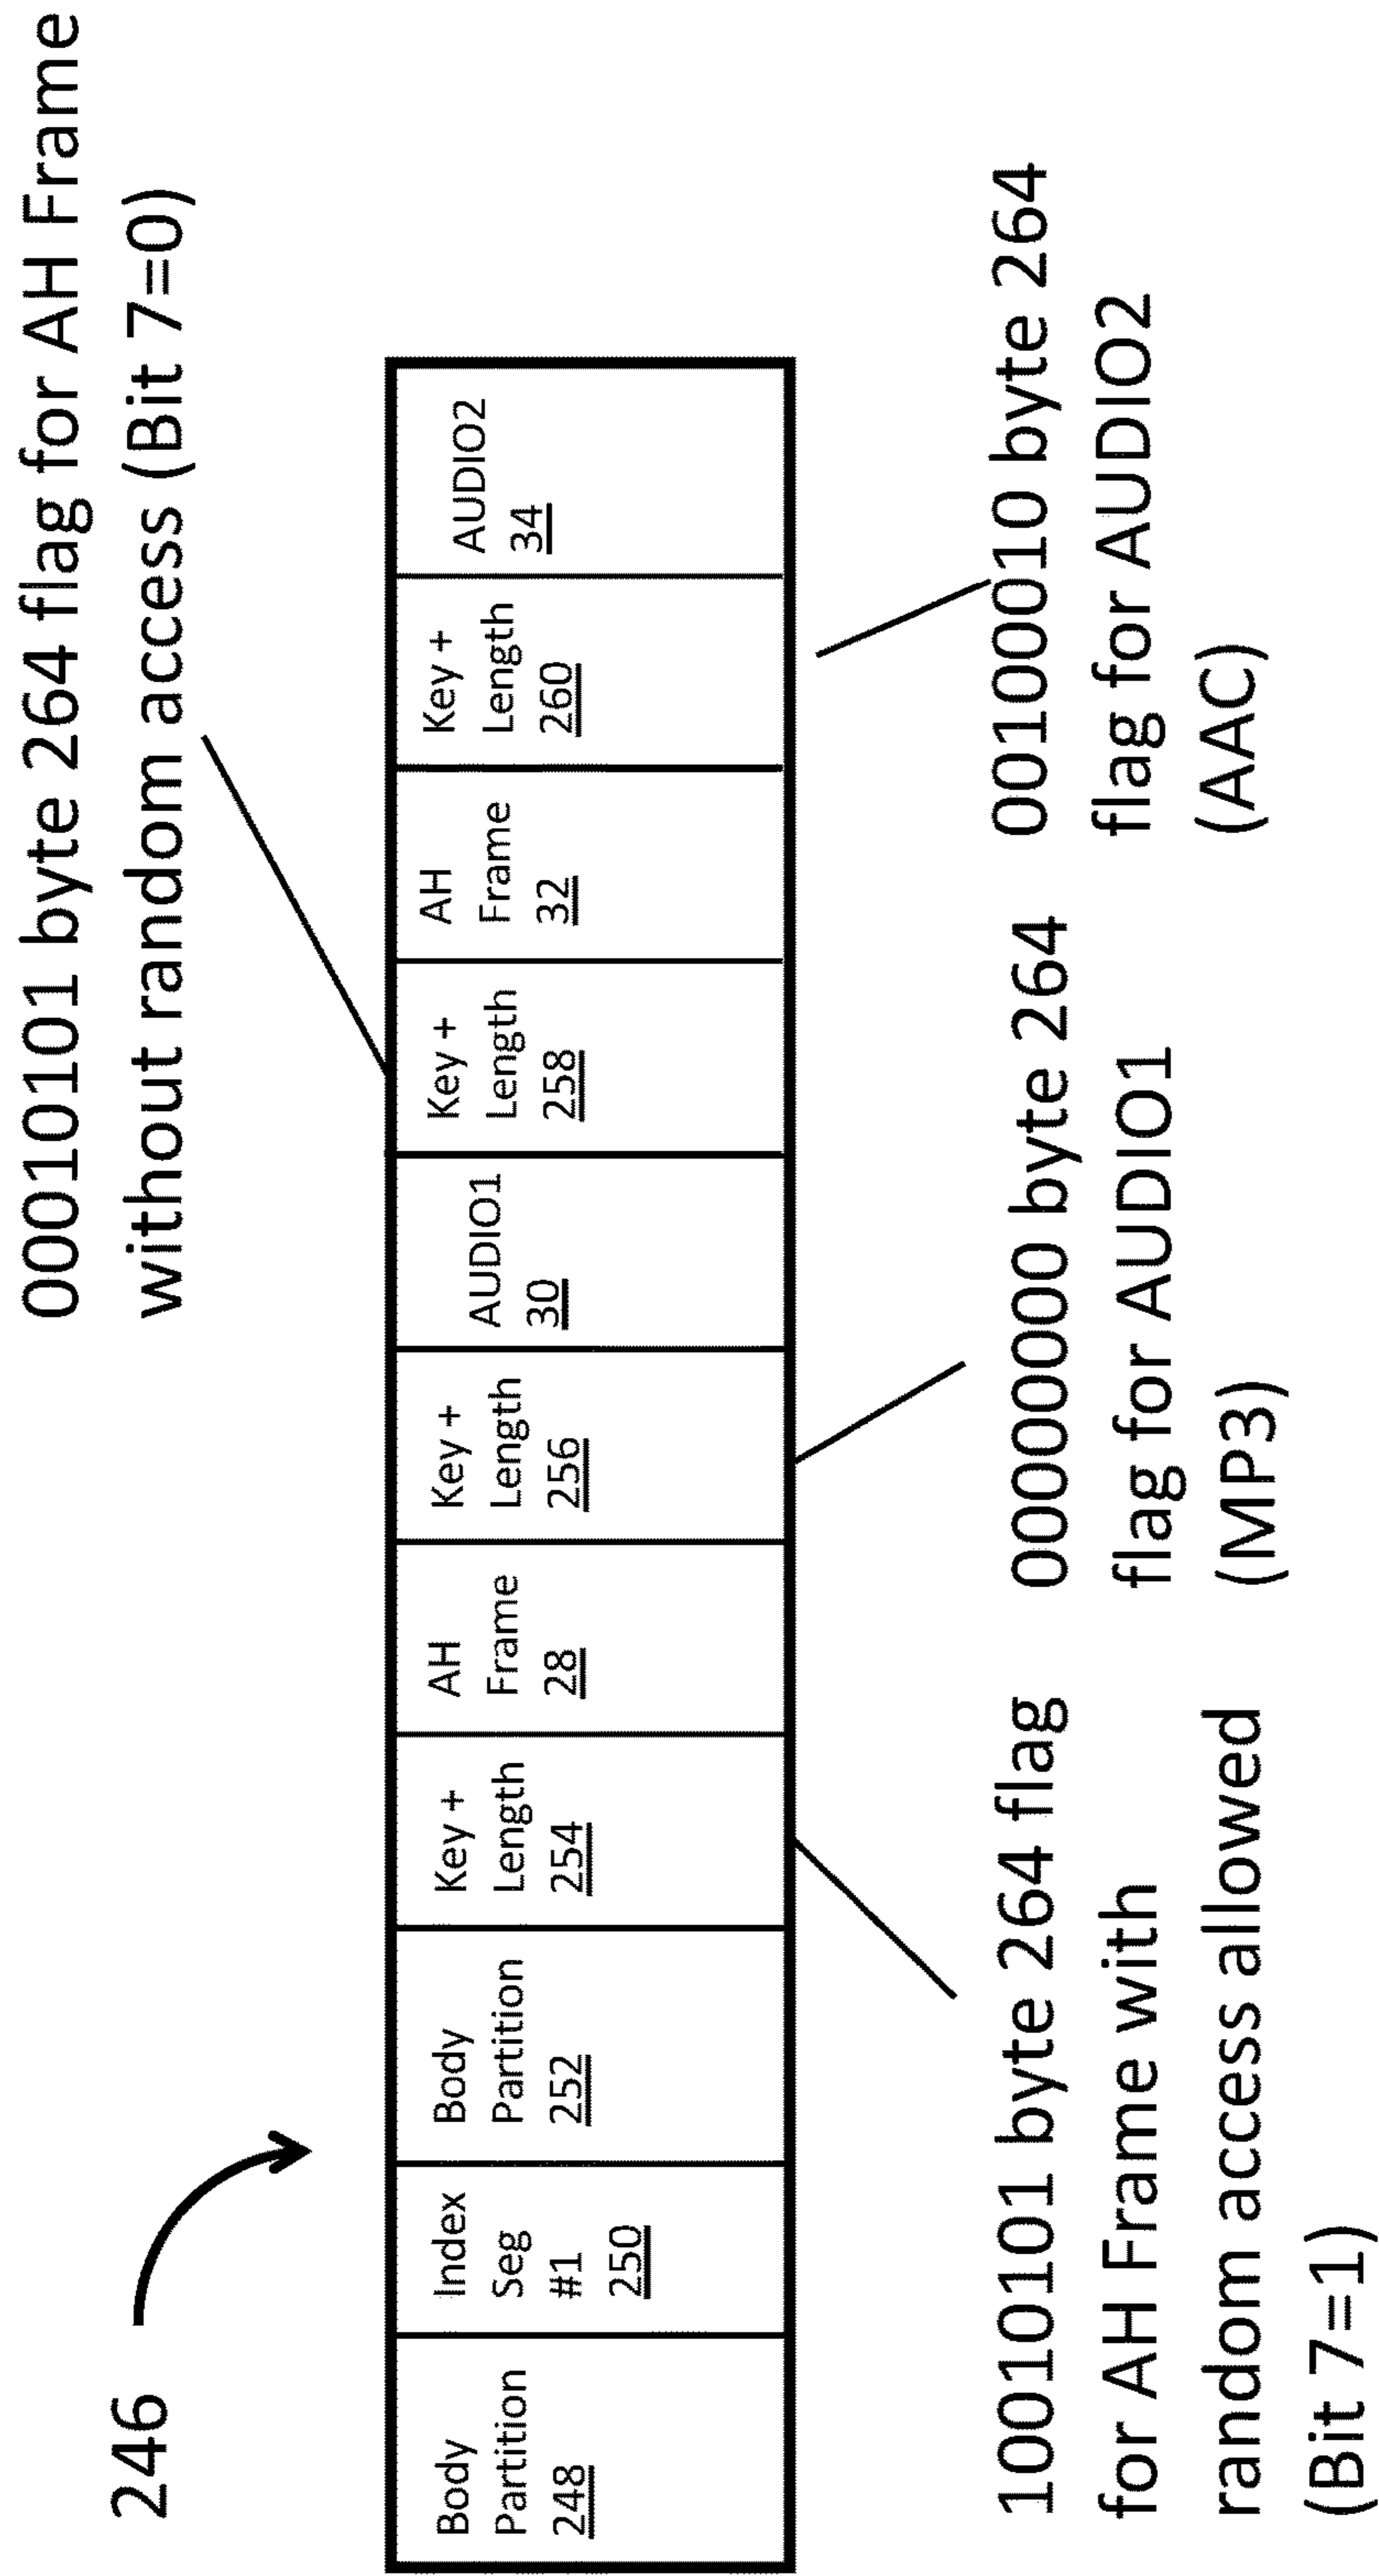 00010101 byte 264 flag for AH Frame
without random access (Bit 7=0)
246
Body
Partition
248
Index
Seg
#1
250
Body
Partition
252
Key +
Length
254
AH
Frame
28
Key +
Length
256
AUDIO1
30
Key +
Length
258
AH
Frame
32
Key +
Length
260
AUDIO2
34
10010101 byte 264 flag
for AH Frame with
random access allowed
(Bit 7=1)
00000000 byte 264
flag for AUDIO1
(MP3)
00100010 byte 264
flag for AUDIO2
(AAC)